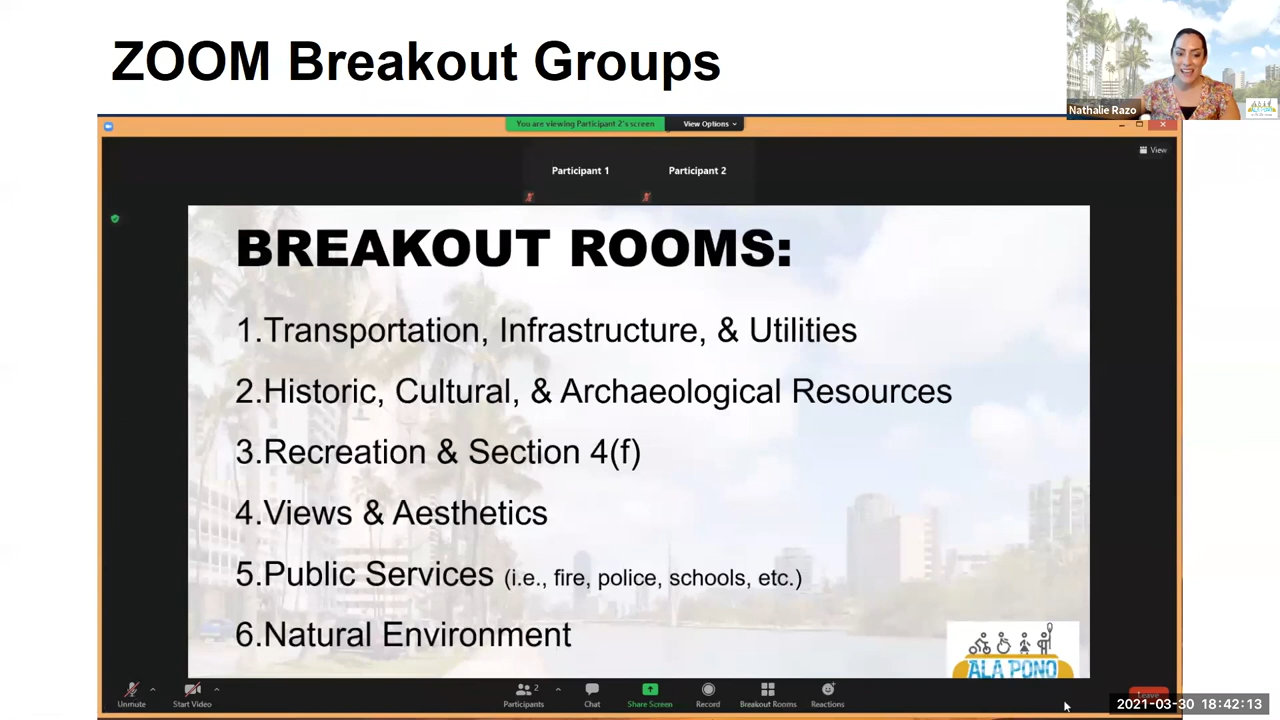 ZOOM Breakout Groups
Nathalie Razo
You are viewing Participant 2's screen
View Options
View
Participant 1
Participant 2
BREAKOUT ROOMS:
1.Transportation, Infrastructure, & Utilities
2.Historic, Cultural, & Archaeological Resources
3.Recreation & Section 4(f)
4.Views & Aesthetics
5.Public Services (i.e., fire, police, schools, etc.)
6.Natural Environment
ALA PONO
Unmute
Start Video
2
Participants
Chat
Share Screen
Record
Breakout Rooms
Reactions
Leave
2021-03-30 18:42:13